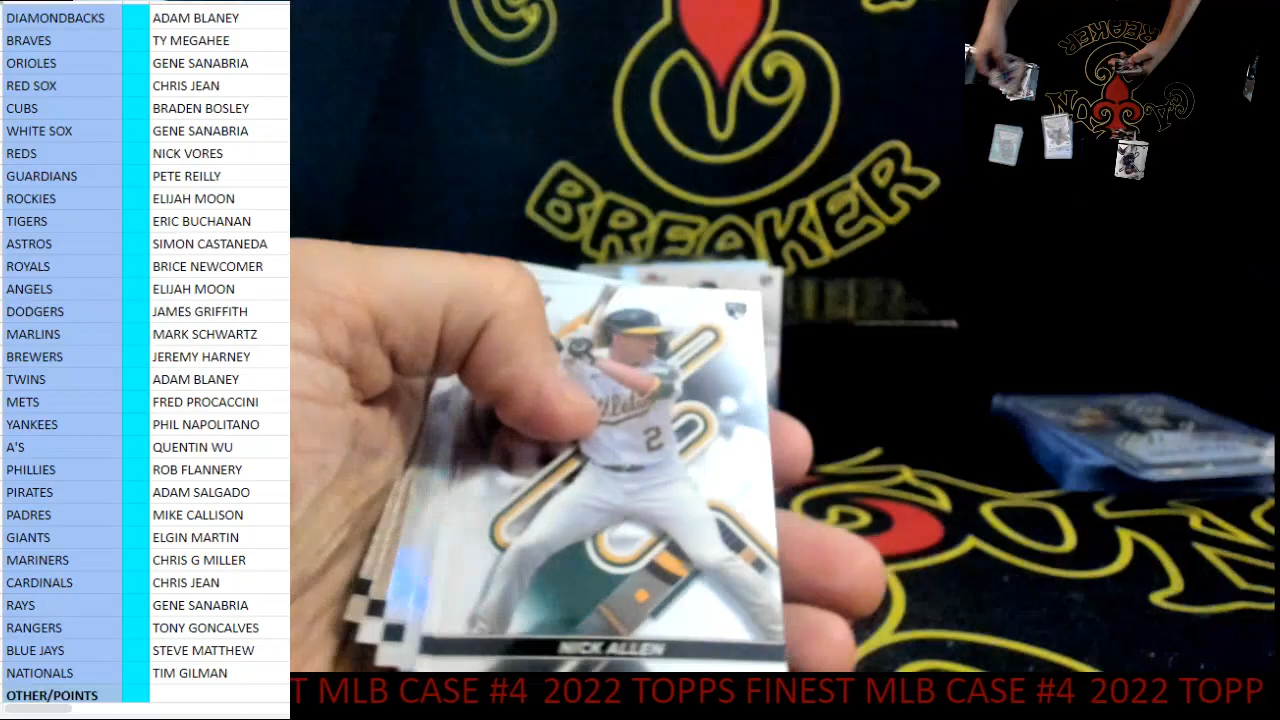 DIAMONDBACKS ADAM BLANEY
BRAVES TY MEGAHEE
ORIOLES GENE SANABRIA
RED SOX CHRIS JEAN
CUBS BRADEN BOSLEY
WHITE SOX GENE SANABRIA
REDS NICK VORES
GUARDIANS PETE REILLY
ROCKIES ELIJAH MOON
TIGERS ERIC BUCHANAN
ASTROS SIMON CASTANEDA
ROYALS BRICE NEWCOMER
ANGELS ELIJAH MOON
DODGERS JAMES GRIFFITH
MARLINS MARK SCHWARTZ
BREWERS JEREMY HARNEY
TWINS ADAM BLANEY
METS FRED PROCACCINI
YANKEES PHIL NAPOLITANO
A'S QUENTIN WU
PHILLIES ROB FLANNERY
PIRATES ADAM SALGADO
PADRES MIKE CALLISON
GIANTS ELGIN MARTIN
MARINERS CHRIS G MILLER
CARDINALS CHRIS JEAN
RAYS GENE SANABRIA
RANGERS TONY GONCALVES
BLUE JAYS STEVE MATTHEW
NATIONALS TIM GILMAN
OTHER/POINTS
BREAKER
BREAKER
NOLA
2
NICK ALLEN
T MLB CASE #4 2022 TOPPS FINEST MLB CASE #4 2022 TOPP